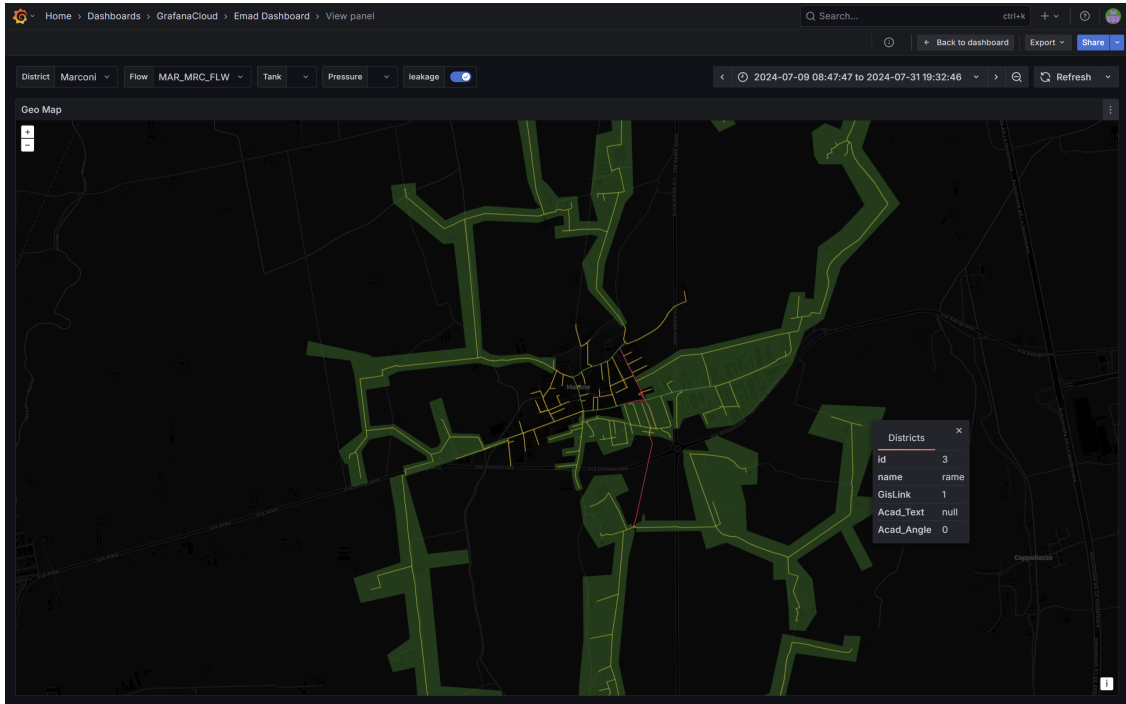 Home › Dashboards › GrafanaCloud › Emad Dashboard › View panel
Search...
ctrl+k
Back to dashboard
Export
Share
District Marconi
Flow MAR_MRC_FLW
Tank
Pressure
leakage
2024-07-09 08:47:47 to 2024-07-31 19:32:46
Refresh
Geo Map
+
−
Districts
id 3
name rame
GisLink 1
Acad_Text null
Acad_Angle 0
Cappellazzo
i